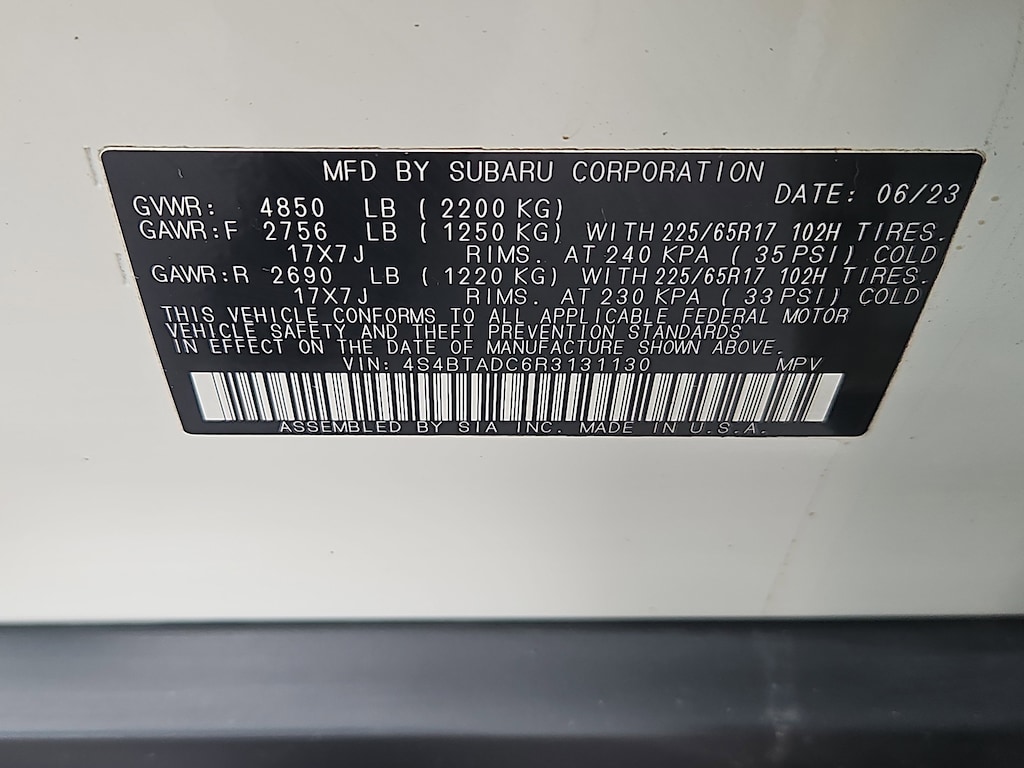 MFD BY SUBARU CORPORATION
DATE: 06/23
GVWR: 4850 LB ( 2200 KG)
GAWR:F 2756 LB ( 1250 KG) WITH 225/65R17 102H TIRES.
17X7J RIMS. AT 240 KPA ( 35 PSI) COLD
GAWR:R 2690 LB ( 1220 KG) WITH 225/65R17 102H TIRES.
17X7J RIMS. AT 230 KPA ( 33 PSI) COLD
THIS VEHICLE CONFORMS TO ALL APPLICABLE FEDERAL MOTOR
VEHICLE SAFETY AND THEFT PREVENTION STANDARDS
IN EFFECT ON THE DATE OF MANUFACTURE SHOWN ABOVE.
VIN: 4S4BTADC6R3131130 MPV
ASSEMBLED BY SIA INC. MADE IN U.S.A.